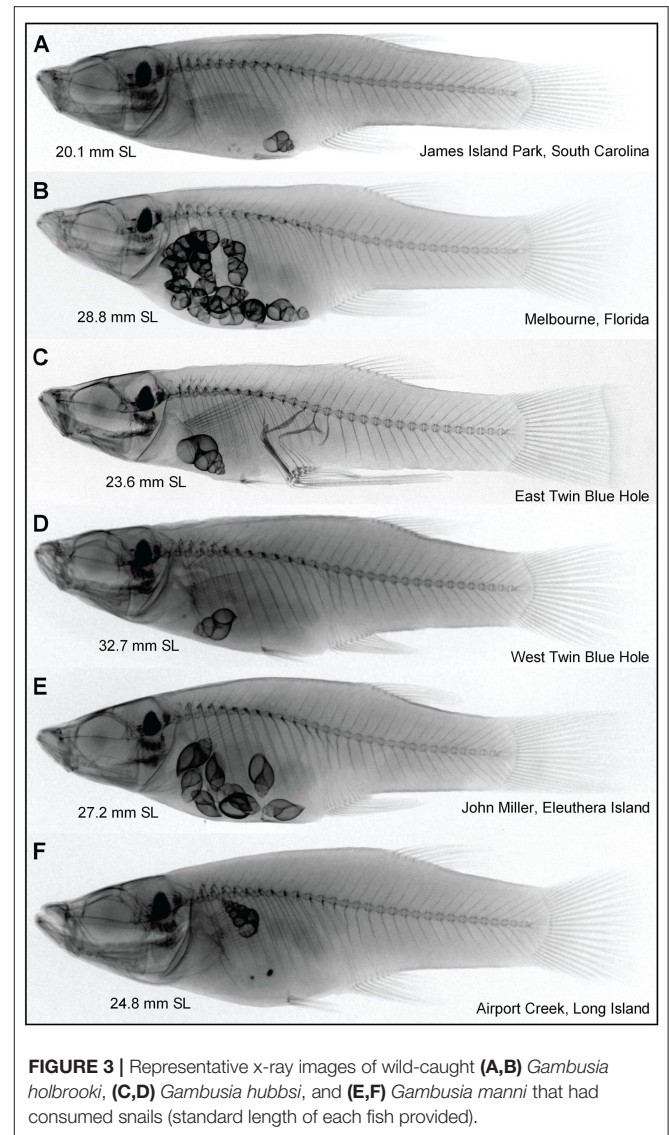 A
20.1 mm SL
James Island Park, South Carolina
B
28.8 mm SL
Melbourne, Florida
C
23.6 mm SL
East Twin Blue Hole
D
32.7 mm SL
West Twin Blue Hole
E
27.2 mm SL
John Miller, Eleuthera Island
F
24.8 mm SL
Airport Creek, Long Island
FIGURE 3 | Representative x-ray images of wild-caught (A,B) Gambusia
holbrooki, (C,D) Gambusia hubbsi, and (E,F) Gambusia manni that had
consumed snails (standard length of each fish provided).